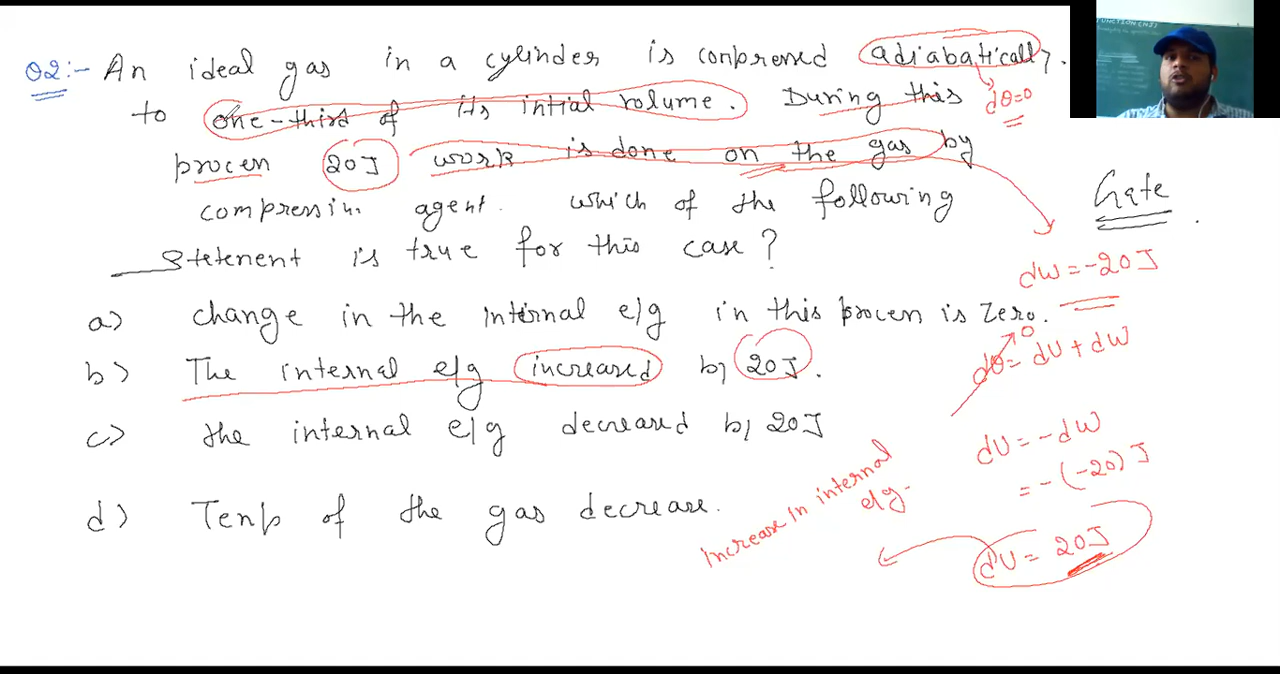 Q2:- An ideal gas in a cylinder is compressed adiabatically.
to one-third of its initial volume. During this
dQ=0
process 20J work is done on the gas by
compressing agent. which of the following
Gate
statement is true for this case?
dW = -20J
a) change in the internal e/g in this process is zero.
dQ = dU + dW
0
b) The internal e/g increased by 20J.
c) the internal e/g decreased by 20J
dU = -dW
= -(-20) J
d) Temp of the gas decrease.
Increase in internal
e/g.
dU = 20J